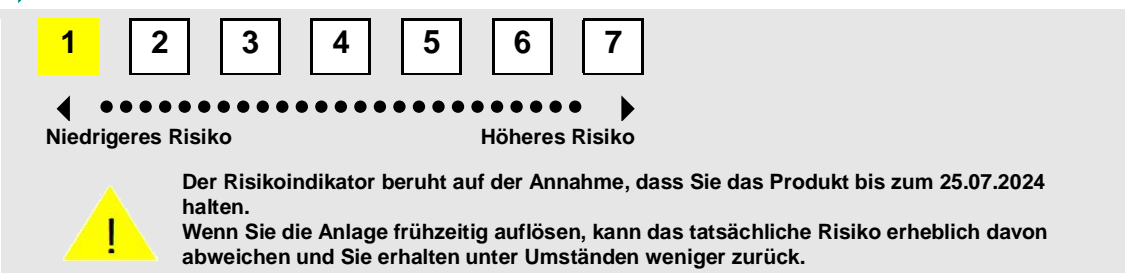 1 2 3 4 5 6 7
Niedrigeres Risiko Höheres Risiko
Der Risikoindikator beruht auf der Annahme, dass Sie das Produkt bis zum 25.07.2024
halten.
Wenn Sie die Anlage frühzeitig auflösen, kann das tatsächliche Risiko erheblich davon
abweichen und Sie erhalten unter Umständen weniger zurück.
!